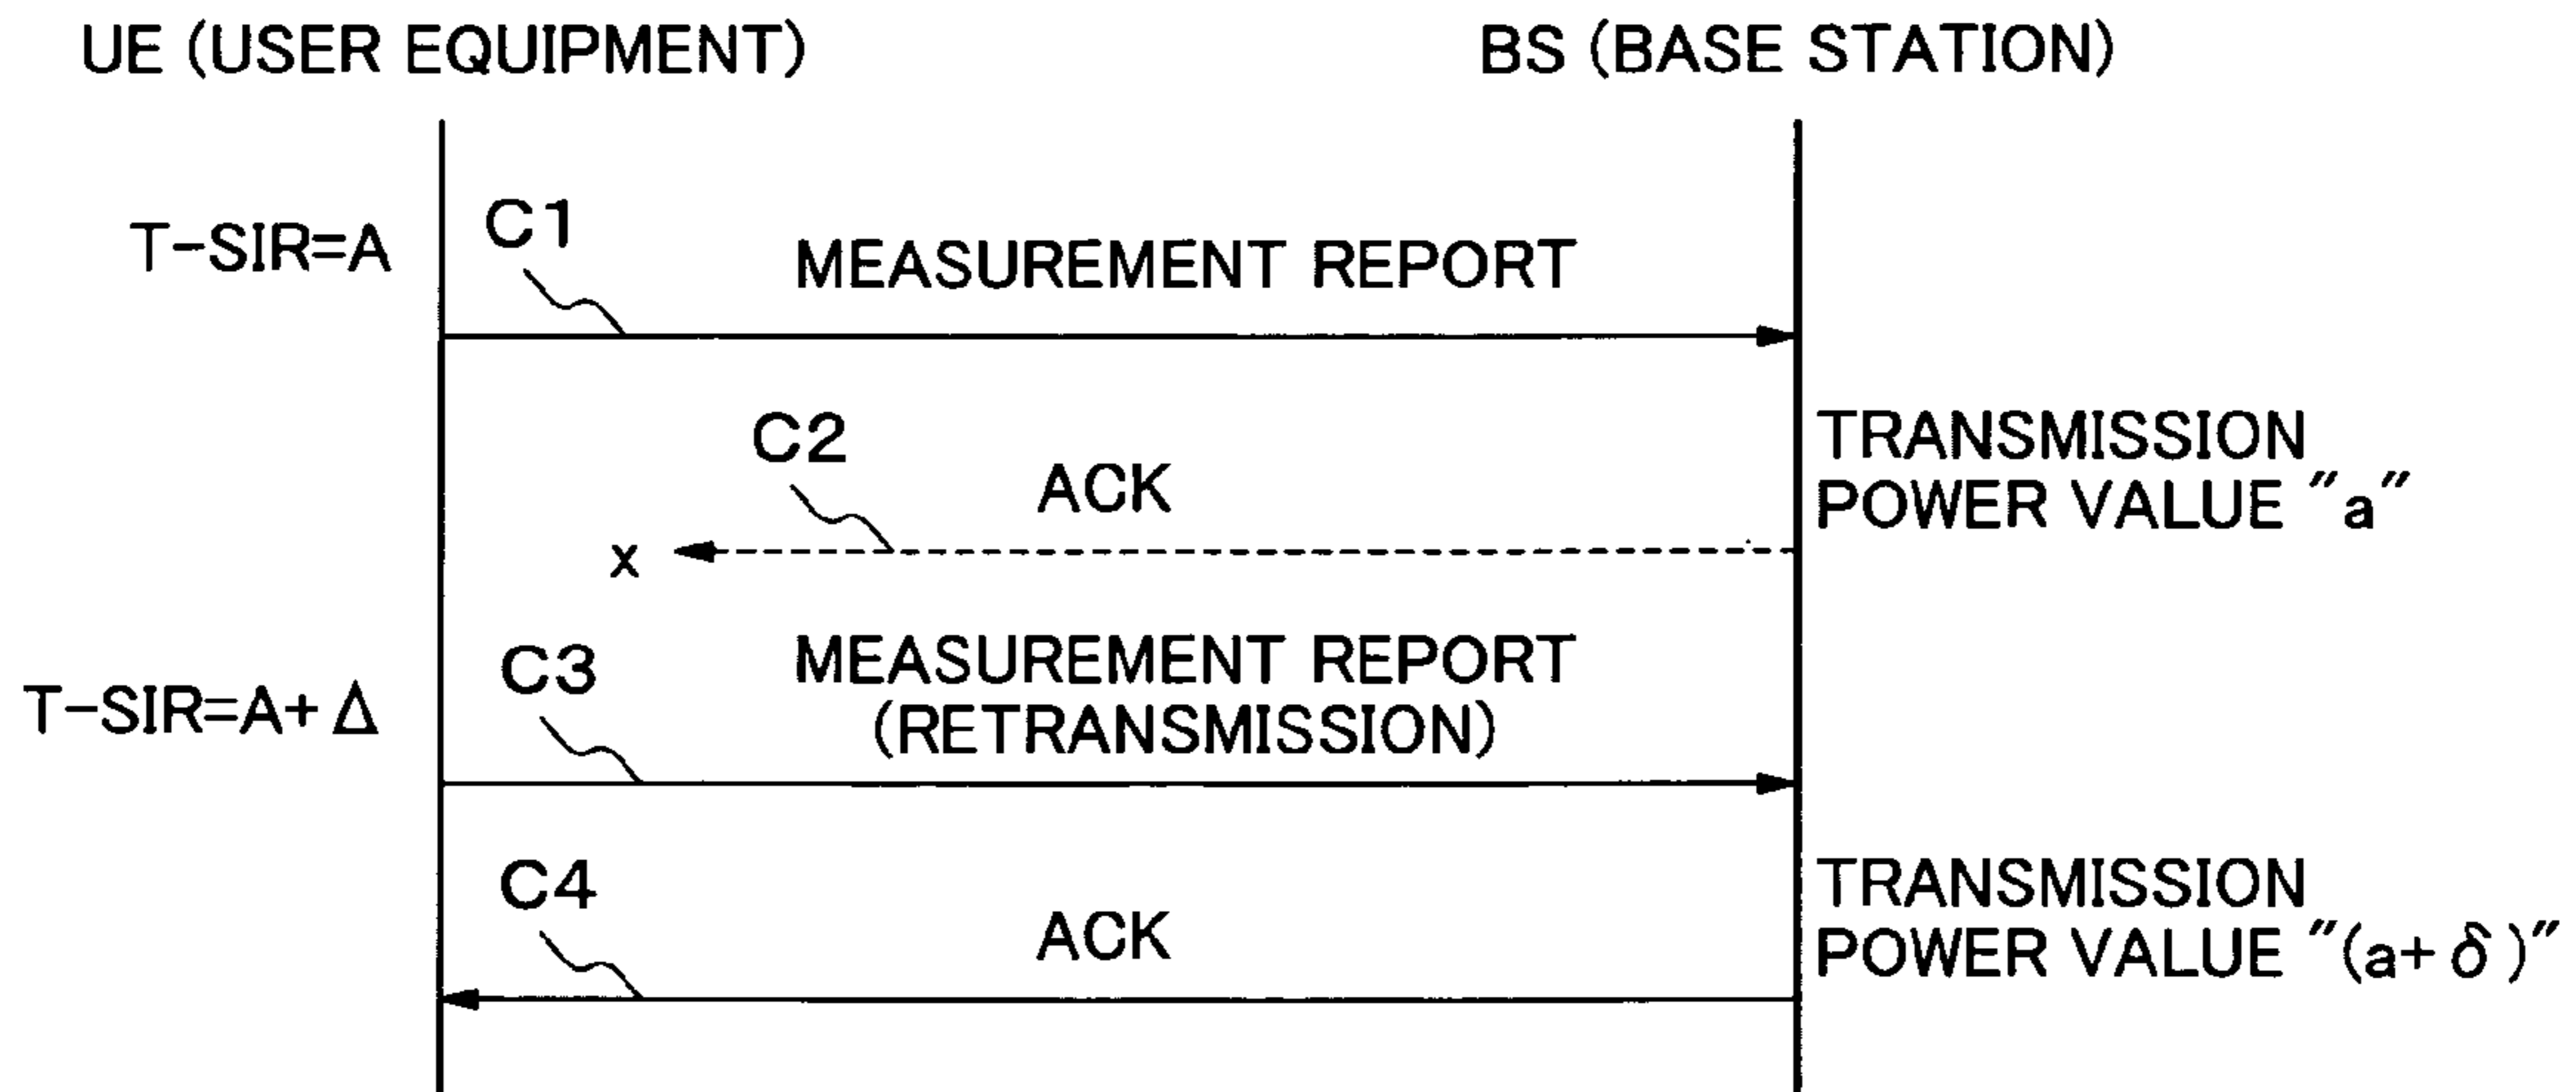 UE (USER EQUIPMENT)
BS (BASE STATION)
T-SIR=A
C1
MEASUREMENT REPORT
C2
ACK
TRANSMISSION
POWER VALUE "a"
x
C3
MEASUREMENT REPORT
(RETRANSMISSION)
T-SIR=A+Δ
C4
ACK
TRANSMISSION
POWER VALUE "(a+δ)"